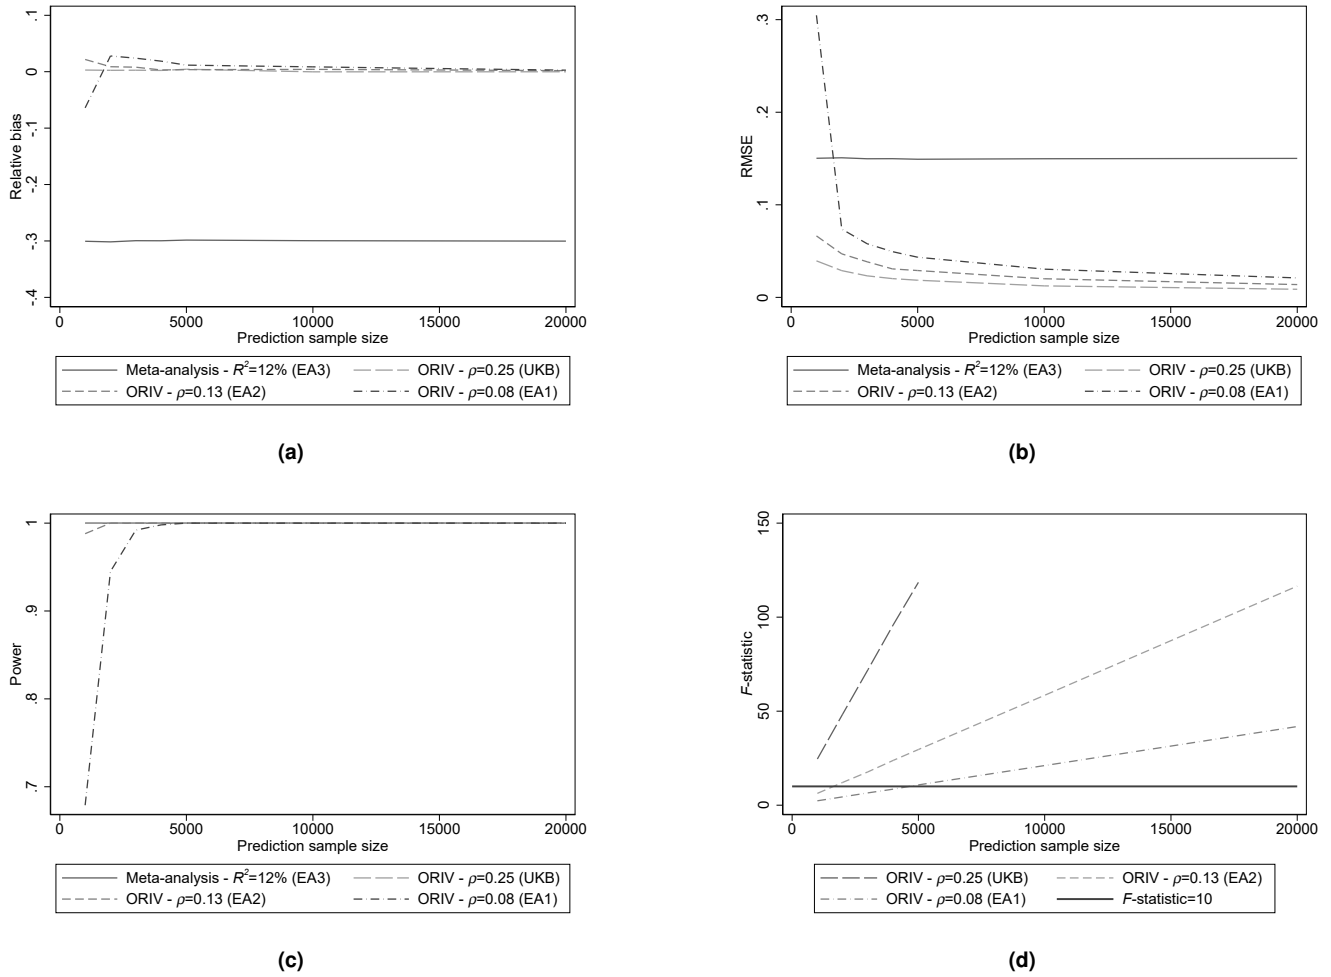 .1
0
-.1
-.2
-.3
-.4
Relative bias
0 5000 10000 15000 20000
Prediction sample size
Meta-analysis - R²=12% (EA3) ORIV - ρ=0.25 (UKB)
ORIV - ρ=0.13 (EA2) ORIV - ρ=0.08 (EA1)
(a)
.3
.2
.1
0
RMSE
0 5000 10000 15000 20000
Prediction sample size
Meta-analysis - R²=12% (EA3) ORIV - ρ=0.25 (UKB)
ORIV - ρ=0.13 (EA2) ORIV - ρ=0.08 (EA1)
(b)
1
.9
.8
.7
Power
0 5000 10000 15000 20000
Prediction sample size
Meta-analysis - R²=12% (EA3) ORIV - ρ=0.25 (UKB)
ORIV - ρ=0.13 (EA2) ORIV - ρ=0.08 (EA1)
(c)
150
100
50
0
F-statistic
0 5000 10000 15000 20000
Prediction sample size
ORIV - ρ=0.25 (UKB) ORIV - ρ=0.13 (EA2)
ORIV - ρ=0.08 (EA1) F-statistic=10
(d)